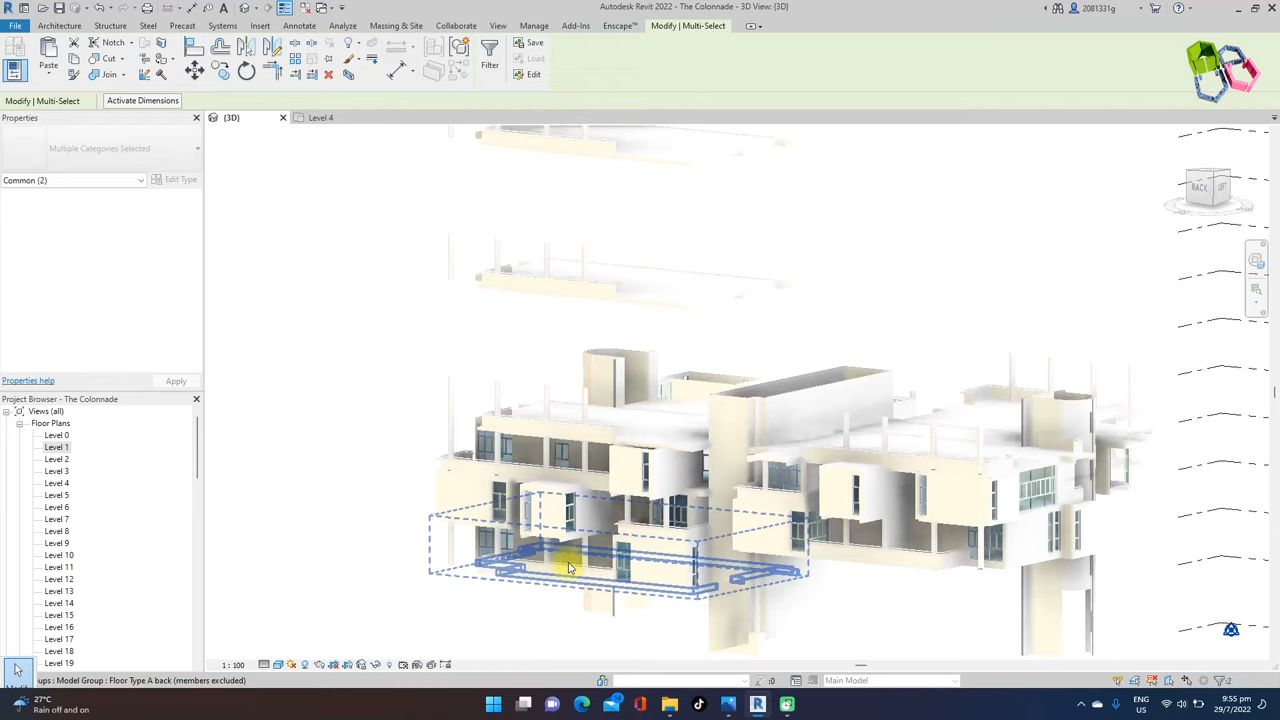 Autodesk Revit 2022 - The Colonnade - 3D View: {3D}
2081331g
File Architecture Structure Steel Precast Systems Insert Annotate Analyze Massing & Site Collaborate View Manage Add-Ins Enscape™ Modify | Multi-Select
Paste Notch Cut Join Filter Save Load Edit
Modify | Multi-Select Activate Dimensions
Properties
{3D} Level 4
Multiple Categories Selected
Common (2) Edit Type
BACK LEFT
Properties help Apply
Project Browser - The Colonnade
Views (all)
Floor Plans
Level 0
Level 1
Level 2
Level 3
Level 4
Level 5
Level 6
Level 7
Level 8
Level 9
Level 10
Level 11
Level 12
Level 13
Level 14
Level 15
Level 16
Level 17
Level 18
Level 19
1 : 100
oups : Model Group : Floor Type A back (members excluded) :0 Main Model :2
27°C
Rain off and on
14
ENG
US
9:55 pm
29/7/2022